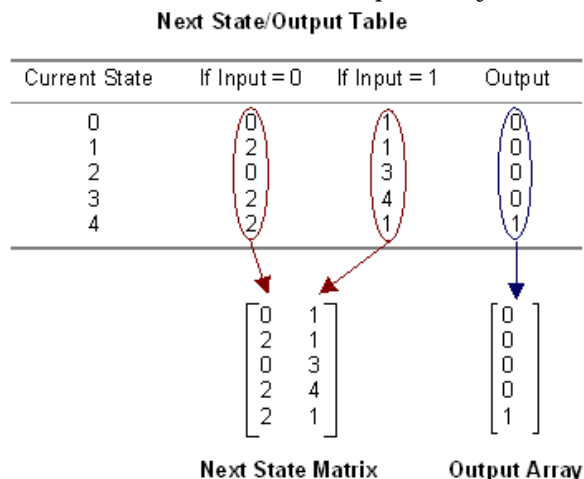 Next State/Output Table
Current State If Input = 0 If Input = 1 Output
0 0 1 0
1 2 1 0
2 0 3 0
3 2 4 0
4 2 1 1
0 1 0
2 1 0
0 3 0
2 4 0
2 1 1
Next State Matrix Output Array